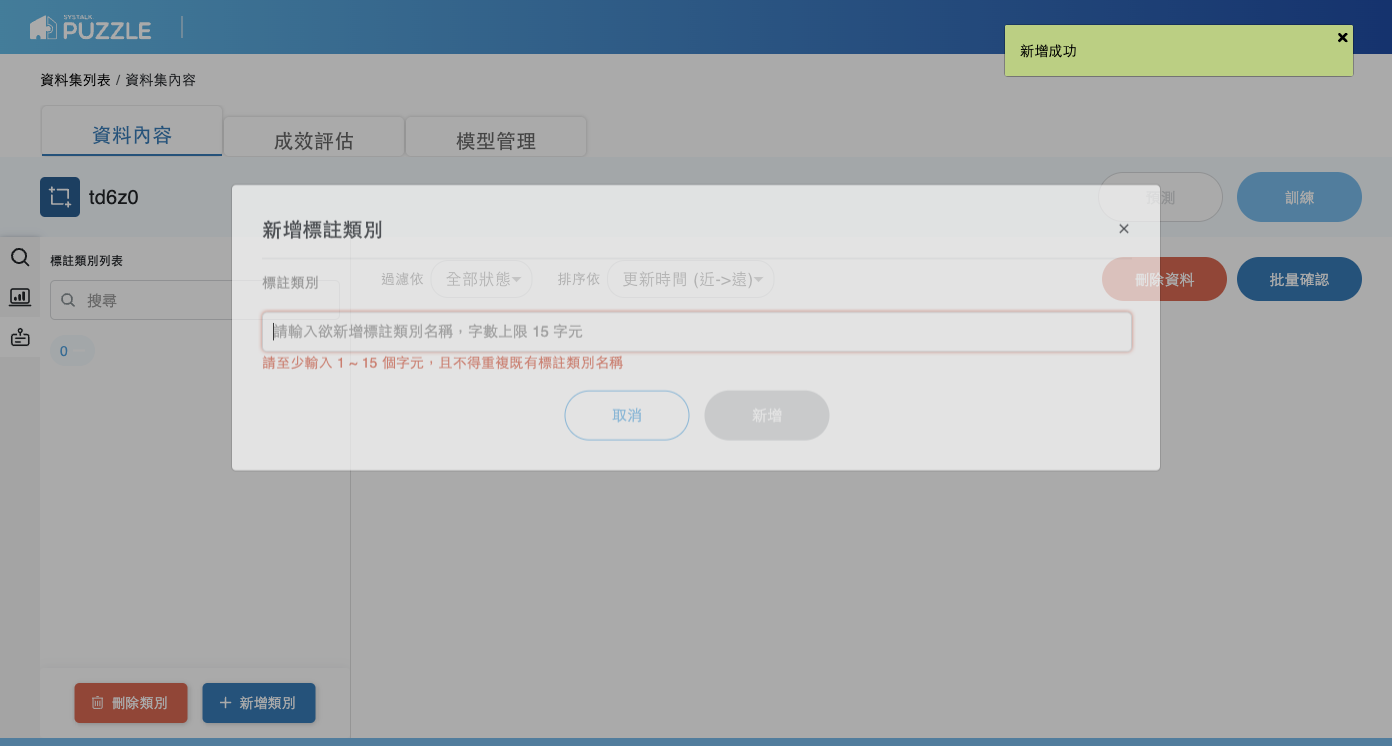 SYSTALK
PUZZLE
新增成功
資料集列表 / 資料集內容
資料內容
成效評估
模型管理
td6z0
預測
訓練
新增標註類別
標註類別列表
搜尋
0
過濾依
全部狀態
排序依
更新時間 (近->遠)
刪除資料
批量確認
標註類別
請輸入欲新增標註類別名稱，字數上限 15 字元
請至少輸入 1 ~ 15 個字元，且不得重複既有標註類別名稱
取消
新增
刪除類別
新增類別